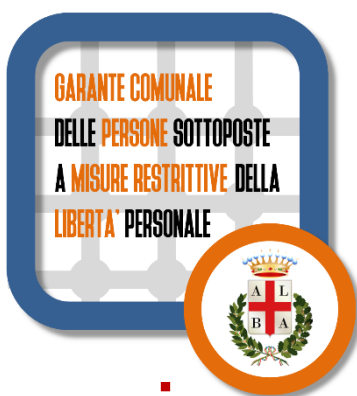 GARANTE COMUNALE
DELLE PERSONE SOTTOPOSTE
A MISURE RESTRITTIVE DELLA
LIBERTA' PERSONALE
A L
B A